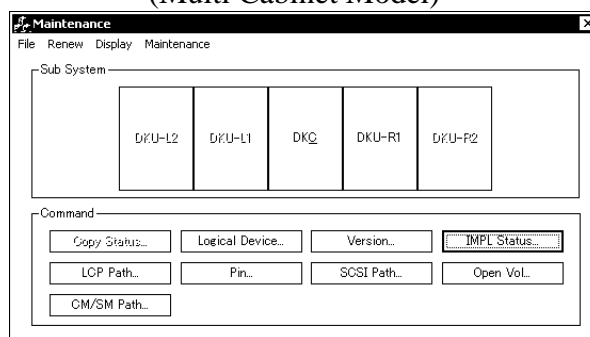 (Multi Cabinet Model)
Maintenance
File Renew Display Maintenance
Sub System
DKU-L2 DKU-L1 DKC DKU-R1 DKU-R2
Command
Copy Status... Logical Device... Version... IMPL Status...
LCP Path... Pin... SCSI Path... Open Vol...
CM/SM Path...